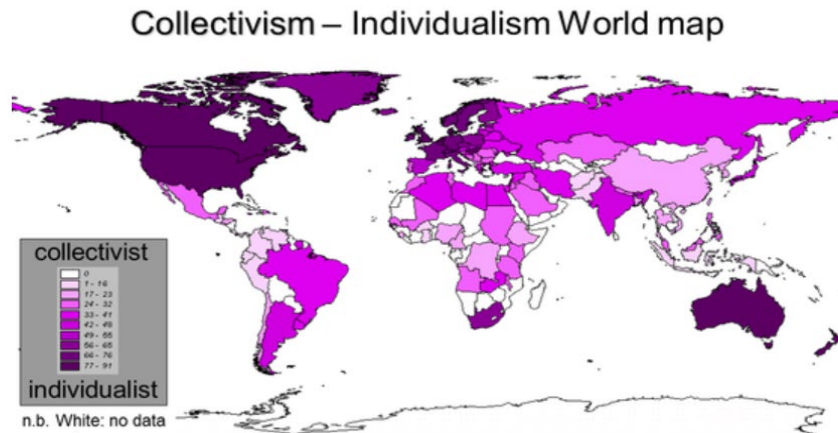 Collectivism – Individualism World map
collectivist
0
1 - 16
17 - 23
24 - 32
33 - 41
42 - 48
49 - 55
56 - 65
66 - 76
77 - 91
individualist
n.b. White: no data